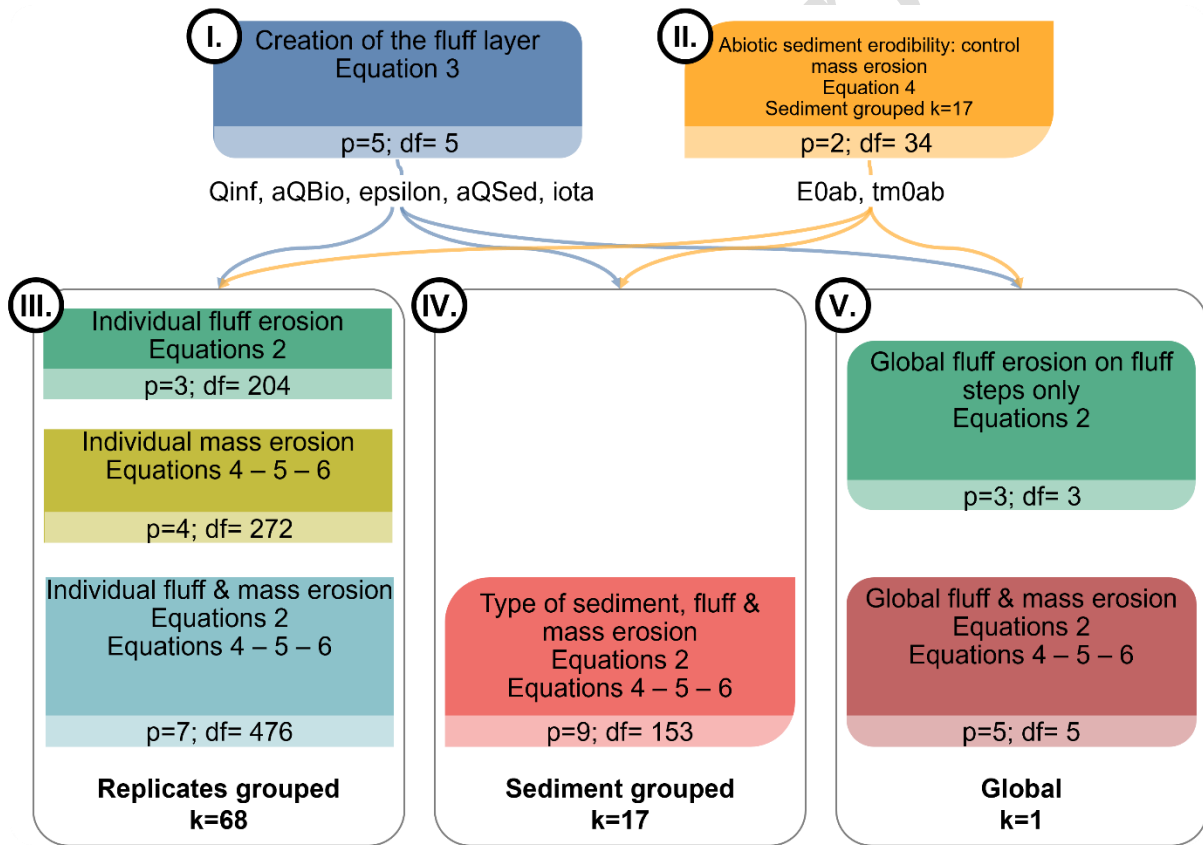 I.
Creation of the fluff layer
Equation 3
p=5; df= 5
II.
Abiotic sediment erodibility: control
mass erosion
Equation 4
Sediment grouped k=17
p=2; df= 34
Qinf, aQBio, epsilon, aQSed, iota
E0ab, tm0ab
III.
Individual fluff erosion
Equations 2
p=3; df= 204
Individual mass erosion
Equations 4 – 5 – 6
p=4; df= 272
Individual fluff & mass erosion
Equations 2
Equations 4 – 5 – 6
p=7; df= 476
Replicates grouped
k=68
IV.
Type of sediment, fluff &
mass erosion
Equations 2
Equations 4 – 5 – 6
p=9; df= 153
Sediment grouped
k=17
V.
Global fluff erosion on fluff
steps only
Equations 2
p=3; df= 3
Global fluff & mass erosion
Equations 2
Equations 4 – 5 – 6
p=5; df= 5
Global
k=1